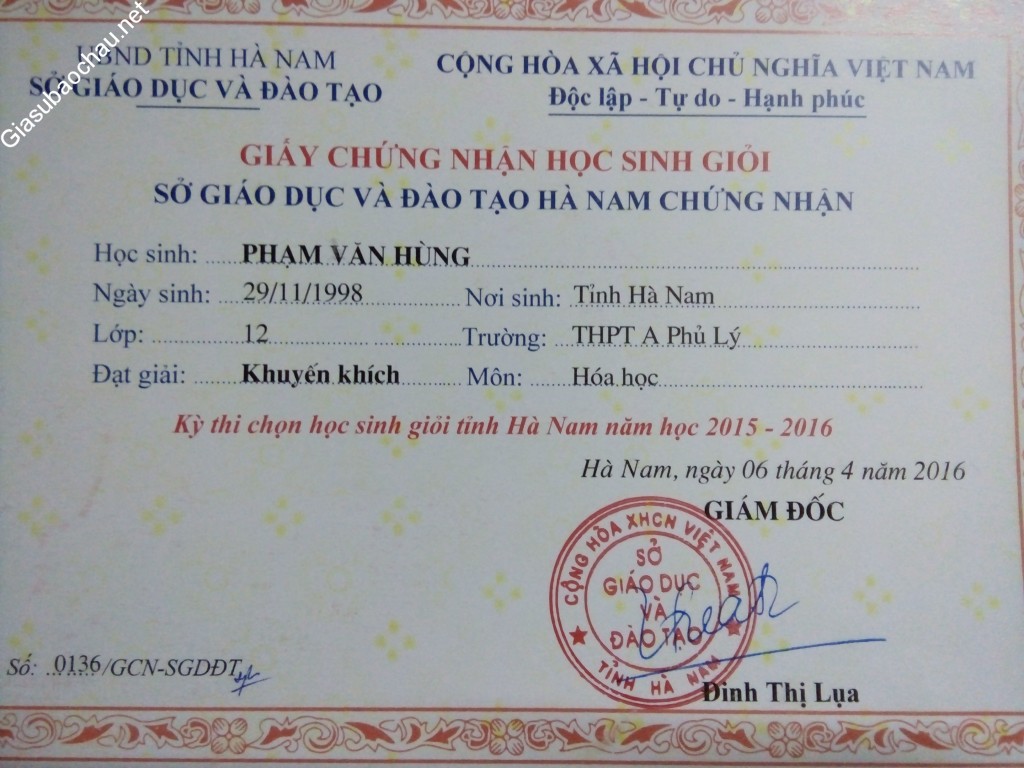 Giasubaochau.net
UBND TỈNH HÀ NAM
SỞ GIÁO DỤC VÀ ĐÀO TẠO
CỘNG HÒA XÃ HỘI CHỦ NGHĨA VIỆT NAM
Độc lập - Tự do - Hạnh phúc
GIẤY CHỨNG NHẬN HỌC SINH GIỎI
SỞ GIÁO DỤC VÀ ĐÀO TẠO HÀ NAM CHỨNG NHẬN
Học sinh: PHẠM VĂN HÙNG
Ngày sinh: 29/11/1998 Nơi sinh: Tỉnh Hà Nam
Lớp: 12 Trường: THPT A Phủ Lý
Đạt giải: Khuyến khích Môn: Hóa học
Kỳ thi chọn học sinh giỏi tỉnh Hà Nam năm học 2015 - 2016
Hà Nam, ngày 06 tháng 4 năm 2016
GIÁM ĐỐC
CỘNG HÒA XHCN VIỆT NAM
SỞ
GIÁO DỤC
VÀ
ĐÀO TẠO
TỈNH HÀ NAM
Số: 0136/GCN-SGDĐT
Đinh Thị Lụa